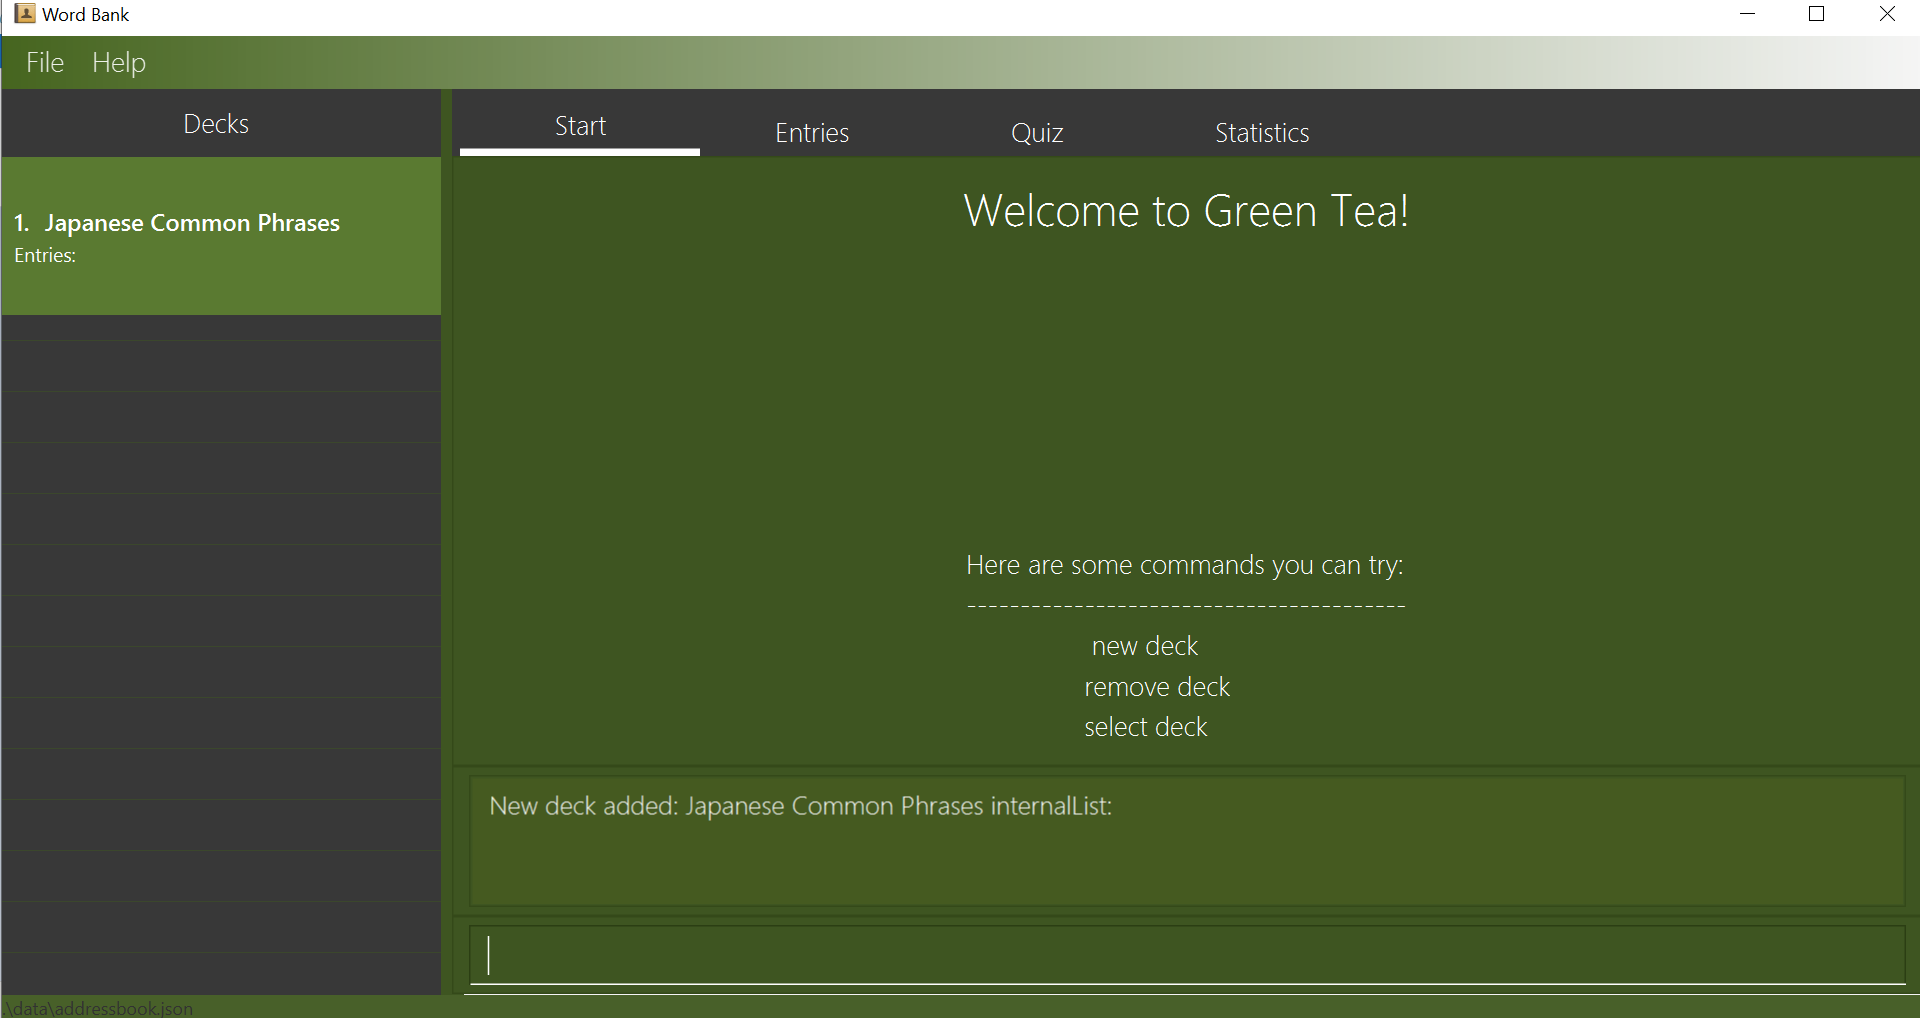 Word Bank
File Help
Decks
Start Entries Quiz Statistics
1. Japanese Common Phrases
Entries:
Welcome to Green Tea!
Here are some commands you can try:
-----------------------------------------
new deck
remove deck
select deck
New deck added: Japanese Common Phrases internalList:
.\data\addressbook.json